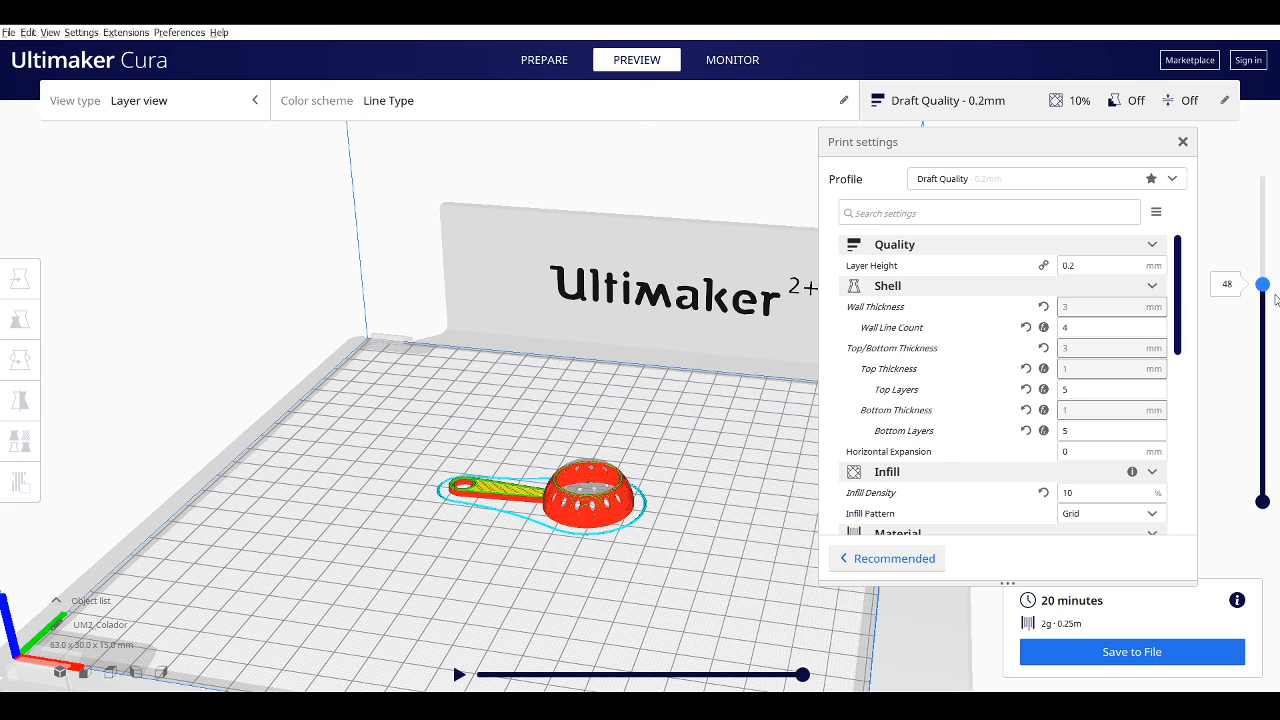 File Edit View Settings Extensions Preferences Help
Ultimaker Cura
PREPARE
PREVIEW
MONITOR
Marketplace
Sign in
View type Layer view
Color scheme Line Type
Draft Quality - 0.2mm
10%
Off
Off
Print settings
Profile
Draft Quality - 0.2mm
Search settings
Quality
Layer Height
0.2 mm
Shell
Wall Thickness
3 mm
Wall Line Count
4
Top/Bottom Thickness
3 mm
Top Thickness
1 mm
Top Layers
5
Bottom Thickness
1 mm
Bottom Layers
5
Horizontal Expansion
0 mm
Infill
Infill Density
10 %
Infill Pattern
Grid
Material
Recommended
48
Ultimaker 2+
Object list
UM2_Colador
63.0 x 30.0 x 15.0 mm
20 minutes
2g · 0.25m
Save to File